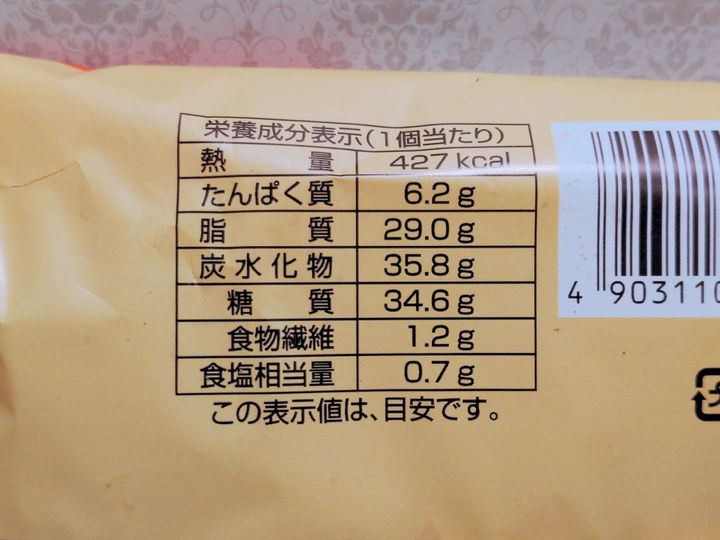 栄養成分表示(1個当たり)
熱量 427 kcal
たんぱく質 6.2 g
脂質 29.0 g
炭水化物 35.8 g
糖質 34.6 g
食物繊維 1.2 g
食塩相当量 0.7 g
この表示値は、目安です。
4 903110